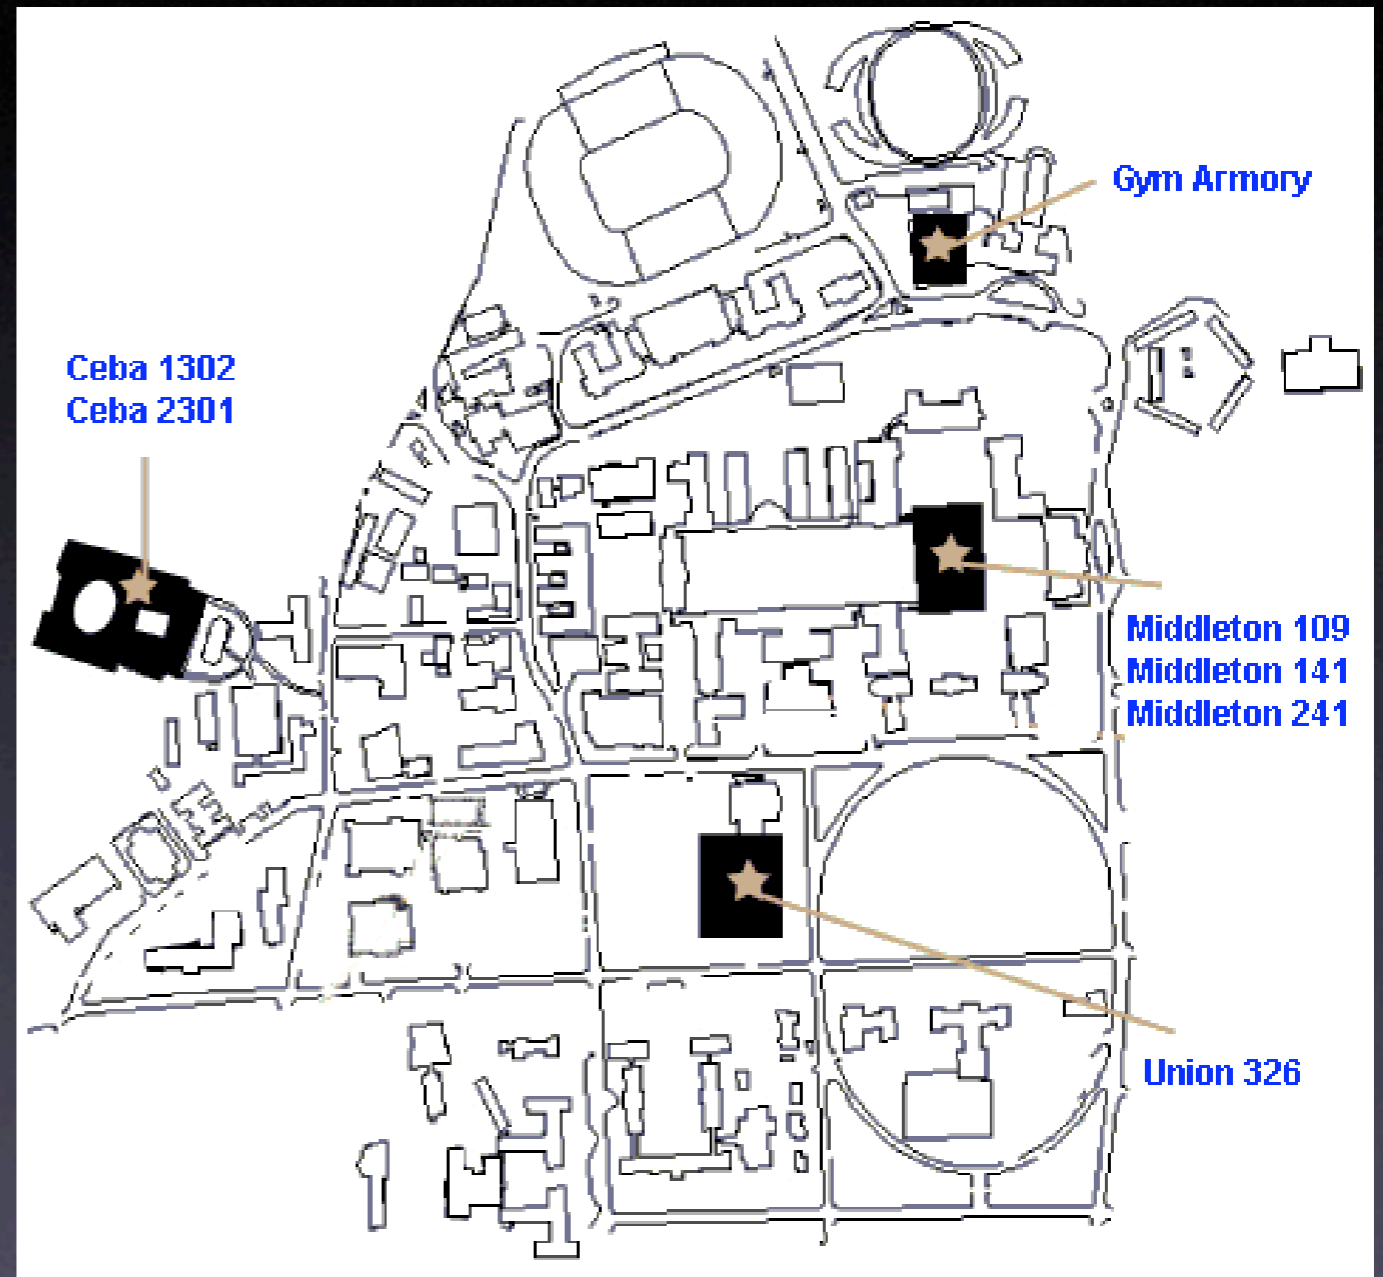 Gym Armory
Ceba 1302
Ceba 2301
Middleton 109
Middleton 141
Middleton 241
Union 326